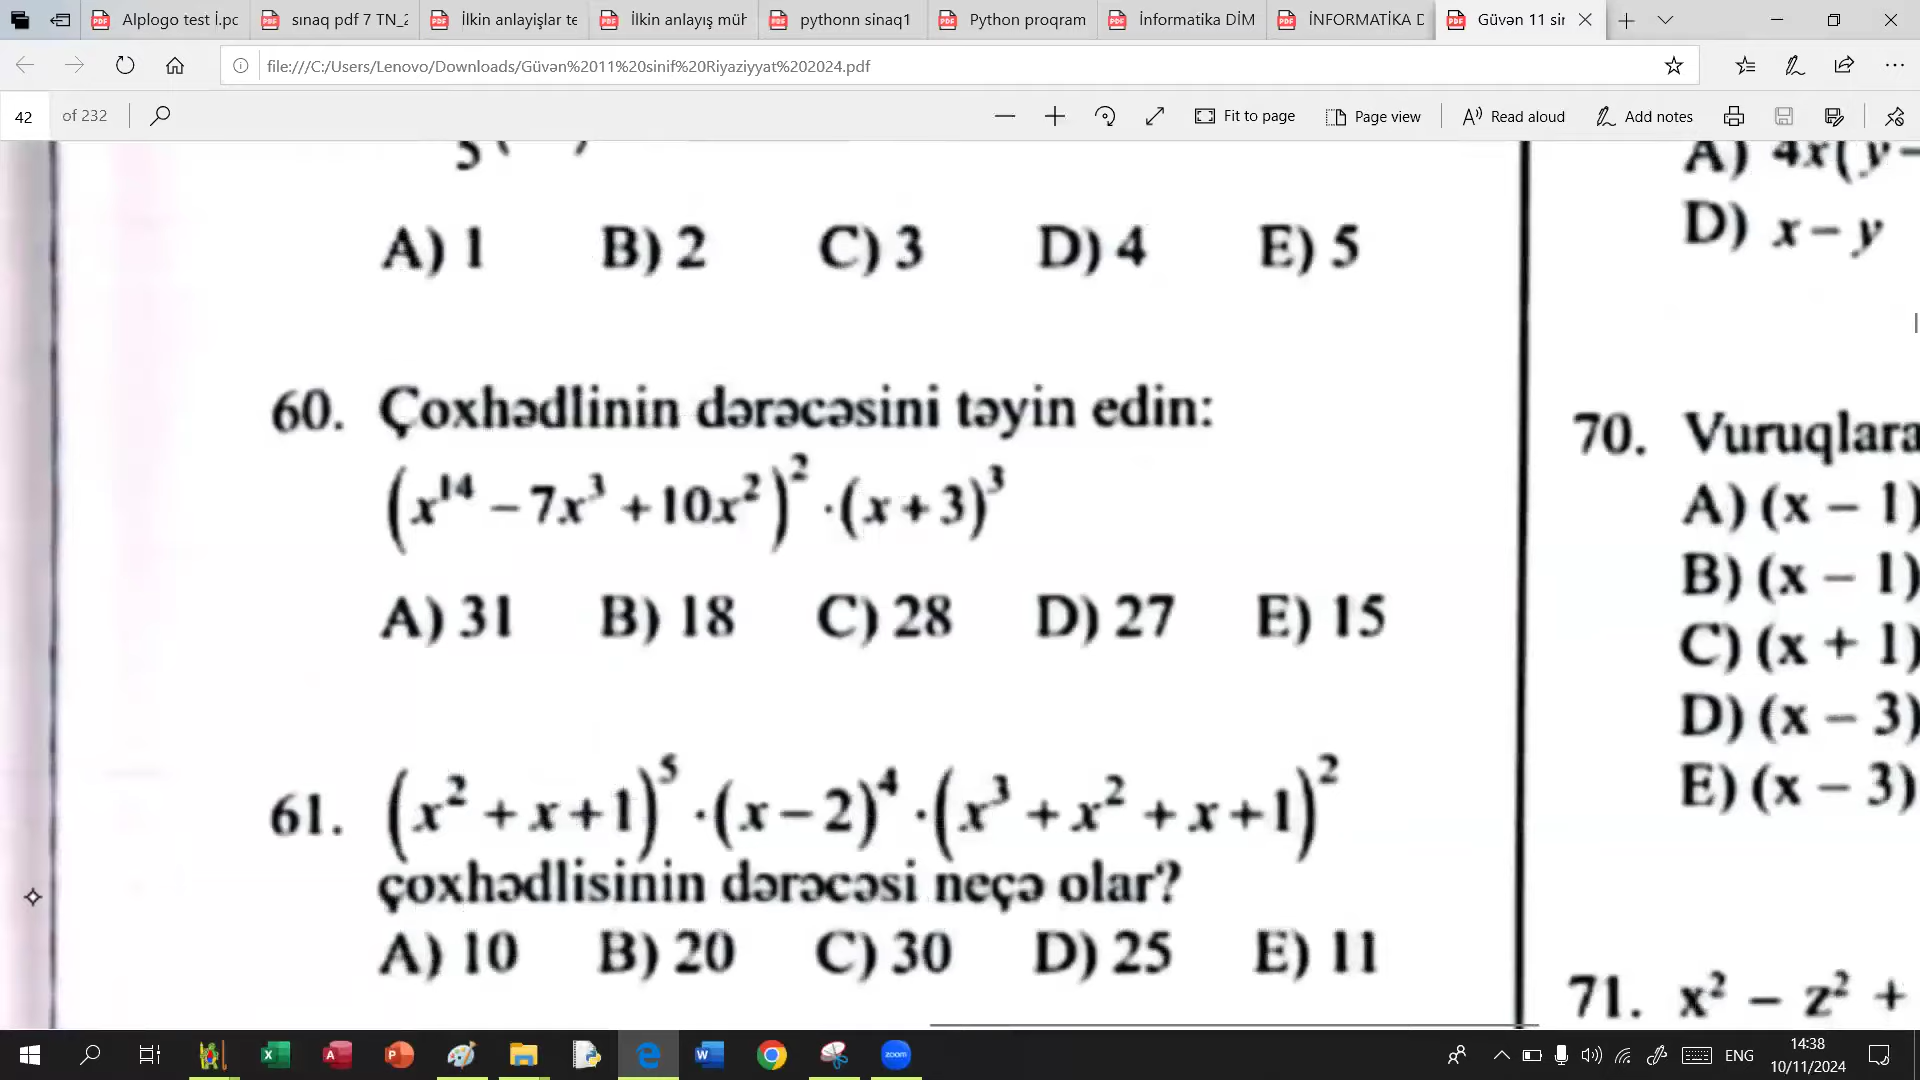 Alplogo test İ.pc
sınaq pdf 7 TN_2
İlkin anlayişlar te
İlkin anlayış müh
pythonn sinaq1
Python proqram
İnformatika DİM
İNFORMATİKA D
Güvən 11 sin
file:///C:/Users/Lenovo/Downloads/Güvən%2011%20sinif%20Riyaziyyat%202024.pdf
42 of 232
Fit to page
Page view
Read aloud
Add notes
A) 1 B) 2 C) 3 D) 4 E) 5
60. Çoxhədlinin dərəcəsini təyin edin:
(x¹⁴ − 7x³ + 10x²)² · (x + 3)³
A) 31 B) 18 C) 28 D) 27 E) 15
61. (x² + x + 1)⁵ · (x − 2)⁴ · (x³ + x² + x + 1)²
çoxhədlisinin dərəcəsi neçə olar?
A) 10 B) 20 C) 30 D) 25 E) 11
A) 4x(y −
D) x − y
70. Vuruqlara
A) (x − 1)
B) (x − 1)
C) (x + 1)
D) (x − 3)
E) (x − 3)
71. x² − z² +
zoom
ENG
14:38
10/11/2024